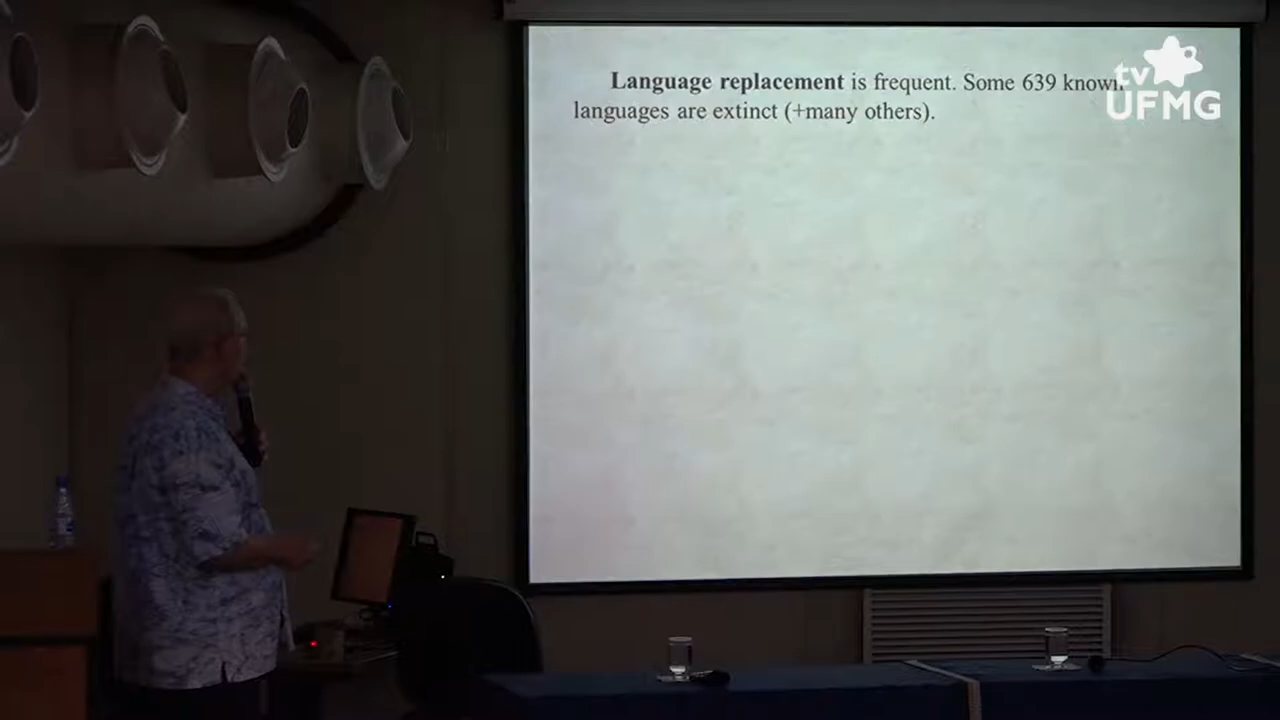 Language replacement is frequent. Some 639 known
languages are extinct (+many others).
tv
UFMG